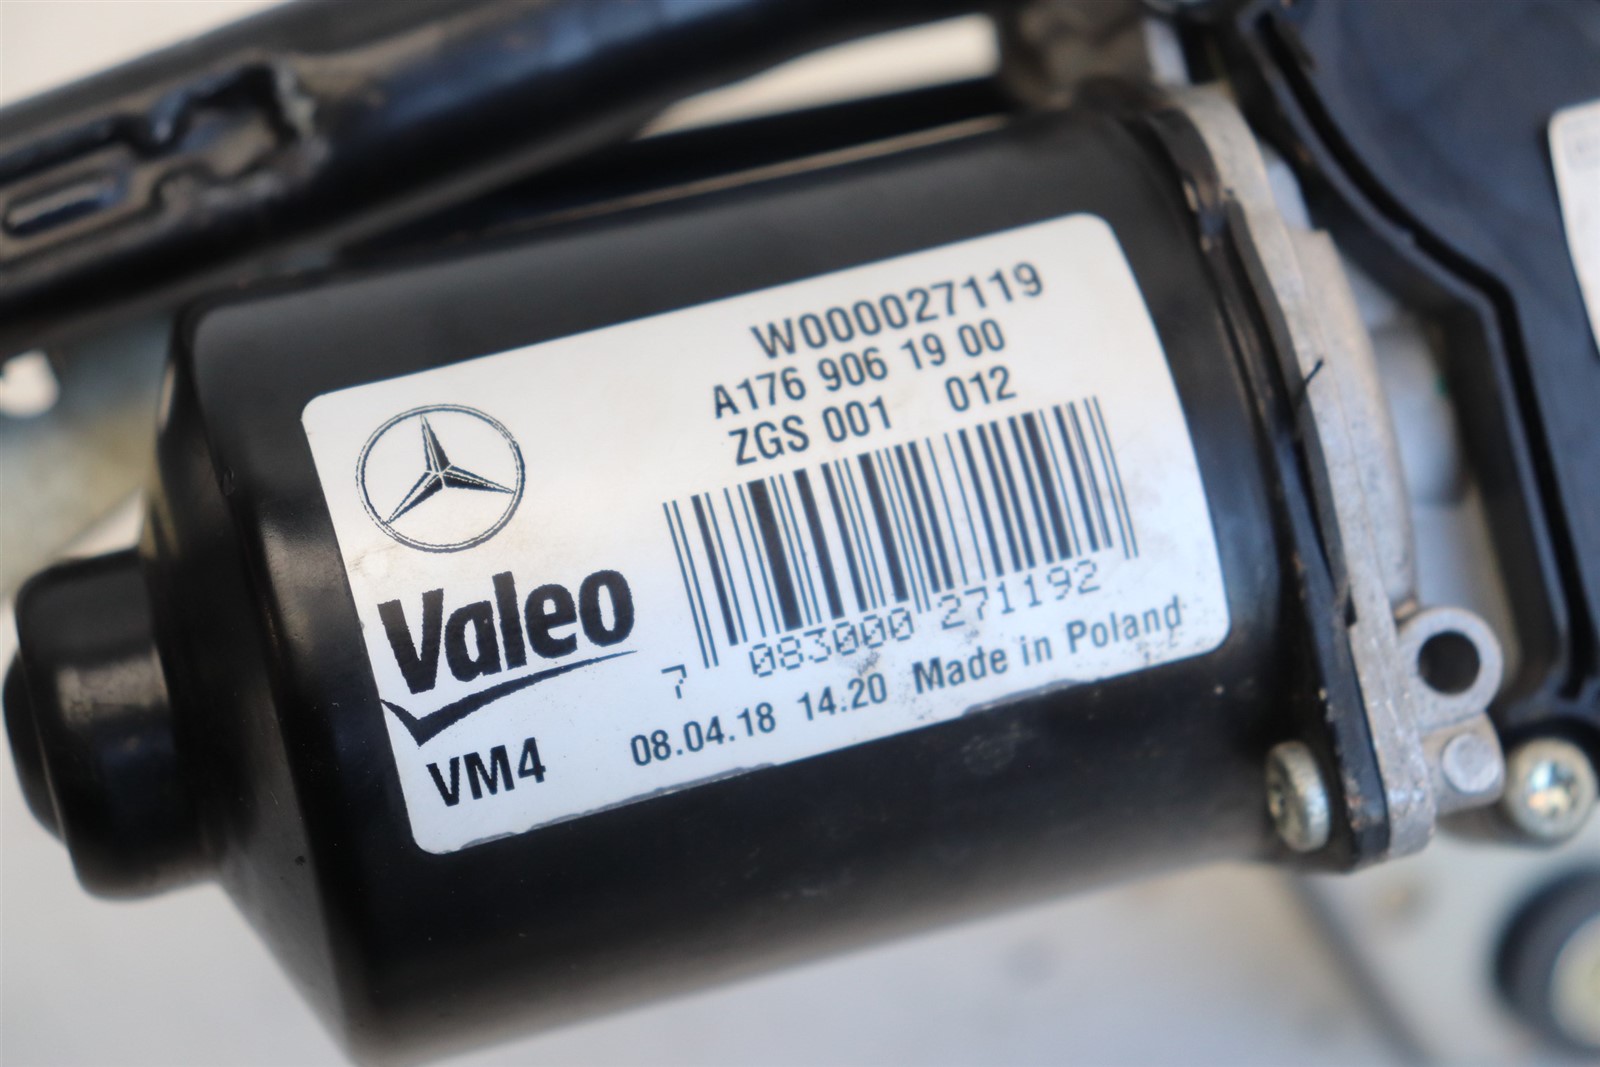 W000027119
A176 906 19 00
ZGS 001 012
Valeo
7 083000 271192
VM4
08.04.18 14.20 Made in Poland